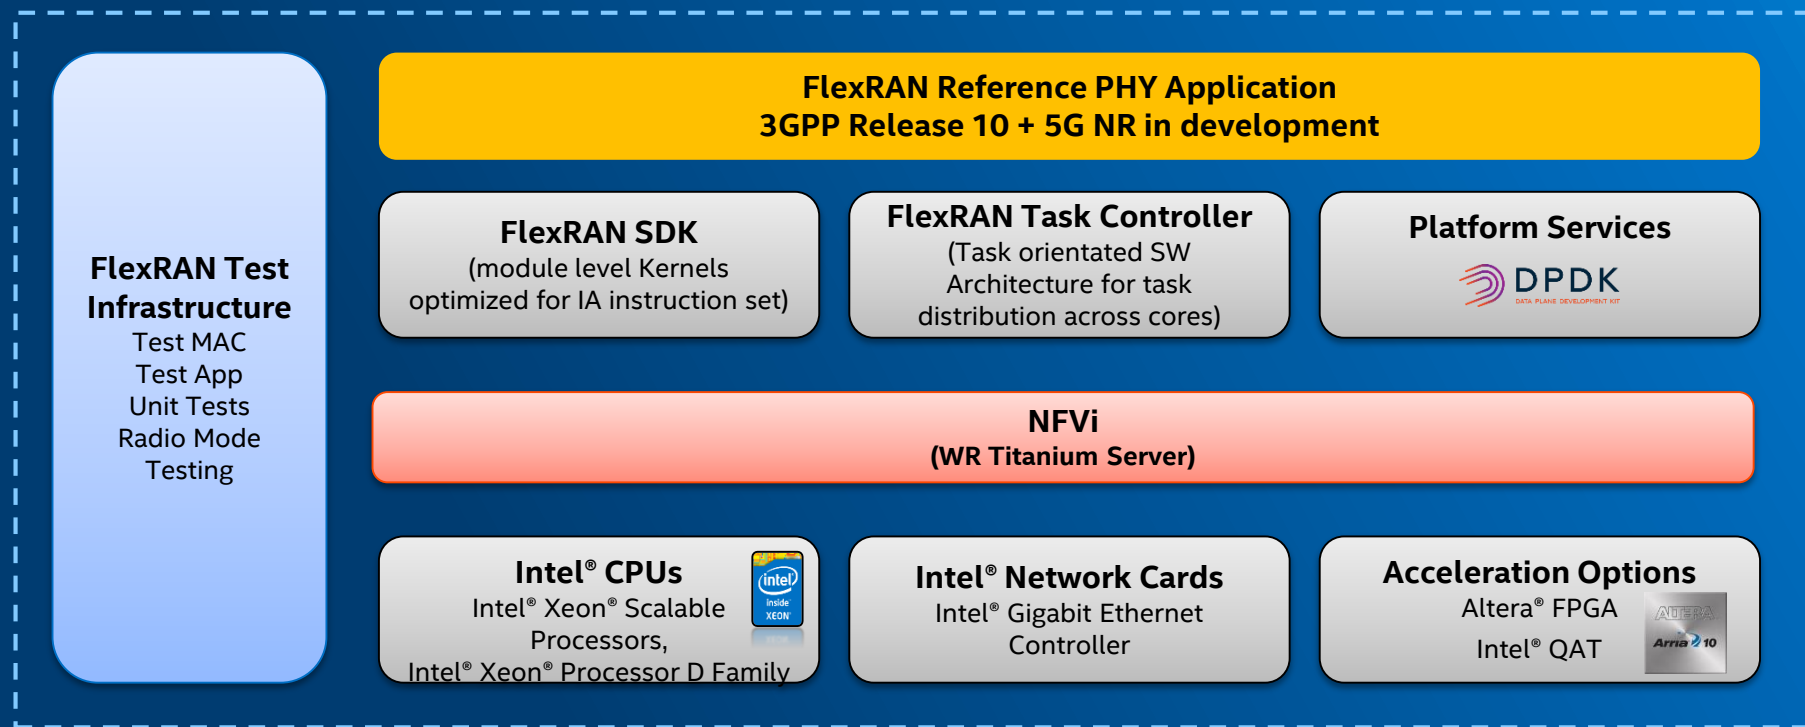 FlexRAN Test
Infrastructure
Test MAC
Test App
Unit Tests
Radio Mode
Testing
FlexRAN Reference PHY Application
3GPP Release 10 + 5G NR in development
FlexRAN SDK
(module level Kernels
optimized for IA instruction set)
FlexRAN Task Controller
(Task orientated SW
Architecture for task
distribution across cores)
Platform Services
DPDK
DATA PLANE DEVELOPMENT KIT
NFVi
(WR Titanium Server)
Intel® CPUs
Intel® Xeon® Scalable
Processors,
Intel® Xeon® Processor D Family
intel
inside
XEON
Intel® Network Cards
Intel® Gigabit Ethernet
Controller
Acceleration Options
Altera® FPGA
Intel® QAT
ALTERA
Arria 10